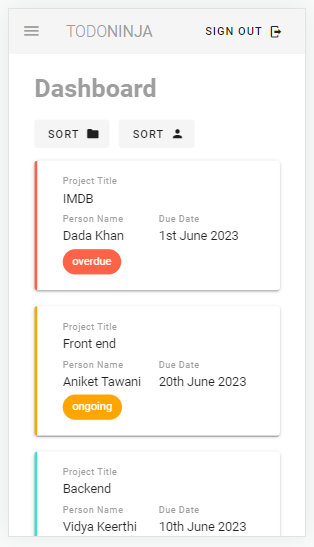 TODONINJA SIGN OUT
Dashboard
SORT SORT
Project Title
IMDB
Person Name Due Date
Dada Khan 1st June 2023
overdue
Project Title
Front end
Person Name Due Date
Aniket Tawani 20th June 2023
ongoing
Project Title
Backend
Person Name Due Date
Vidya Keerthi 10th June 2023